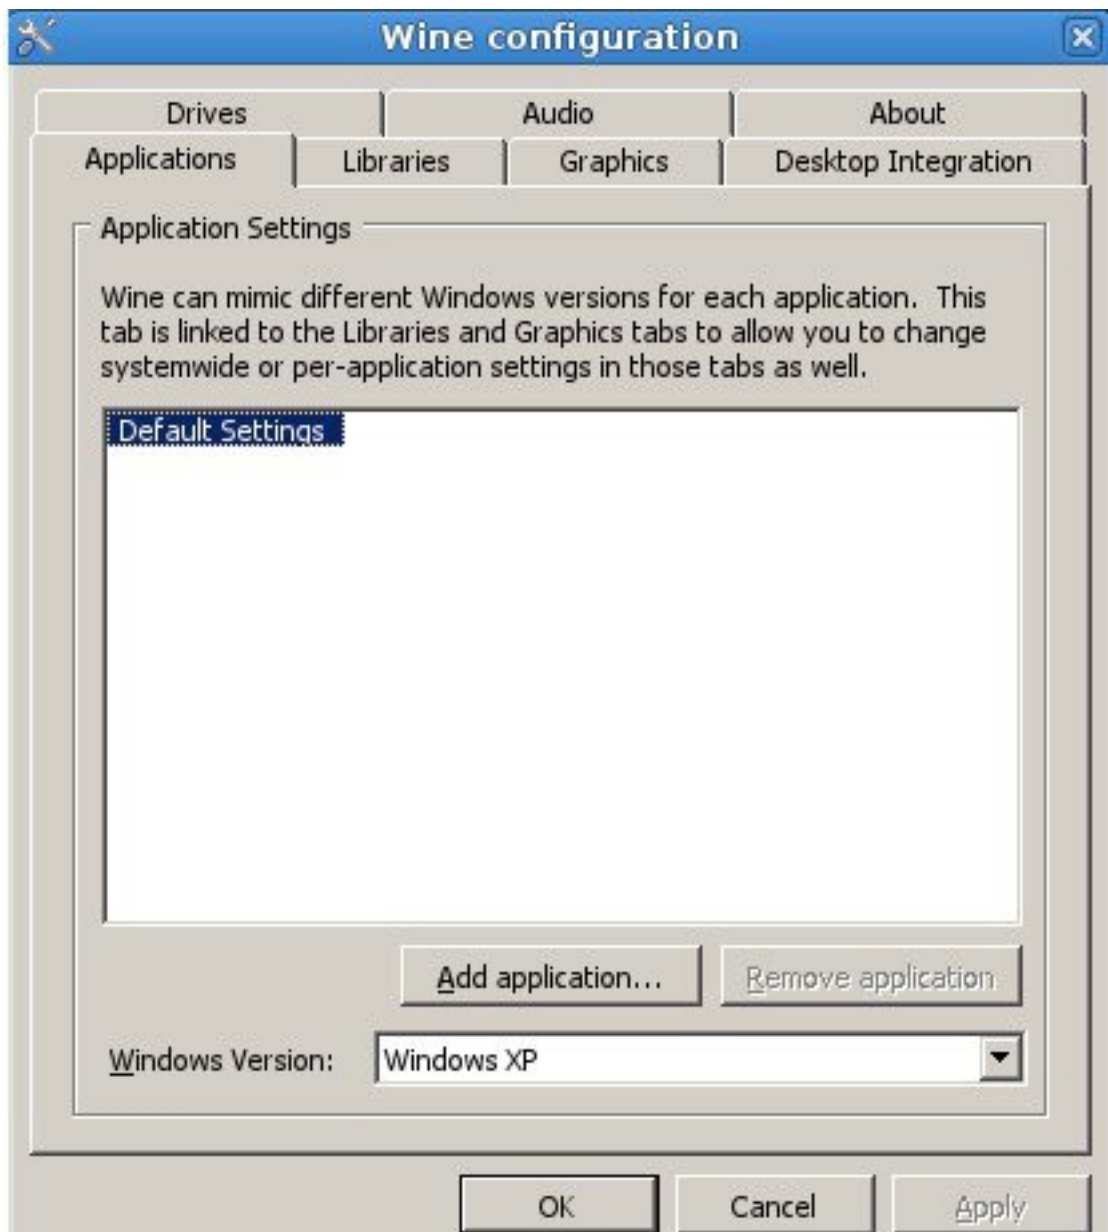 Wine configuration
Drives Audio About
Applications Libraries Graphics Desktop Integration
Application Settings
Wine can mimic different Windows versions for each application.  This
tab is linked to the Libraries and Graphics tabs to allow you to change
systemwide or per-application settings in those tabs as well.
Default Settings
Add application... Remove application
Windows Version: Windows XP
OK Cancel Apply